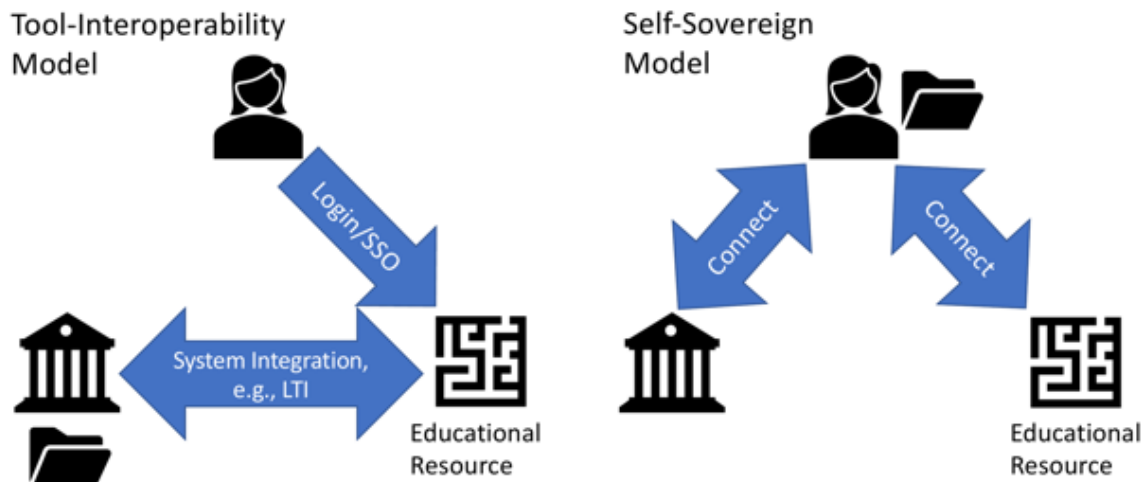 Tool-Interoperability
Model
Login/SSO
System Integration,
e.g., LTI
Educational
Resource
Self-Sovereign
Model
Connect
Connect
Educational
Resource